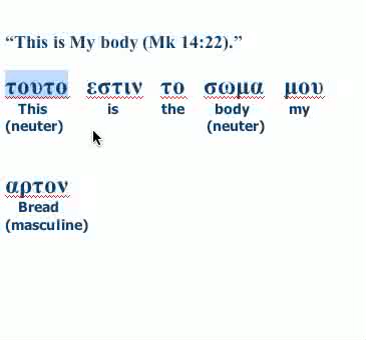 “This is My body (Mk 14:22).”
τουτο εστιν το σωμα μου
This is the body my
(neuter) (neuter)
αρτον
Bread
(masculine)